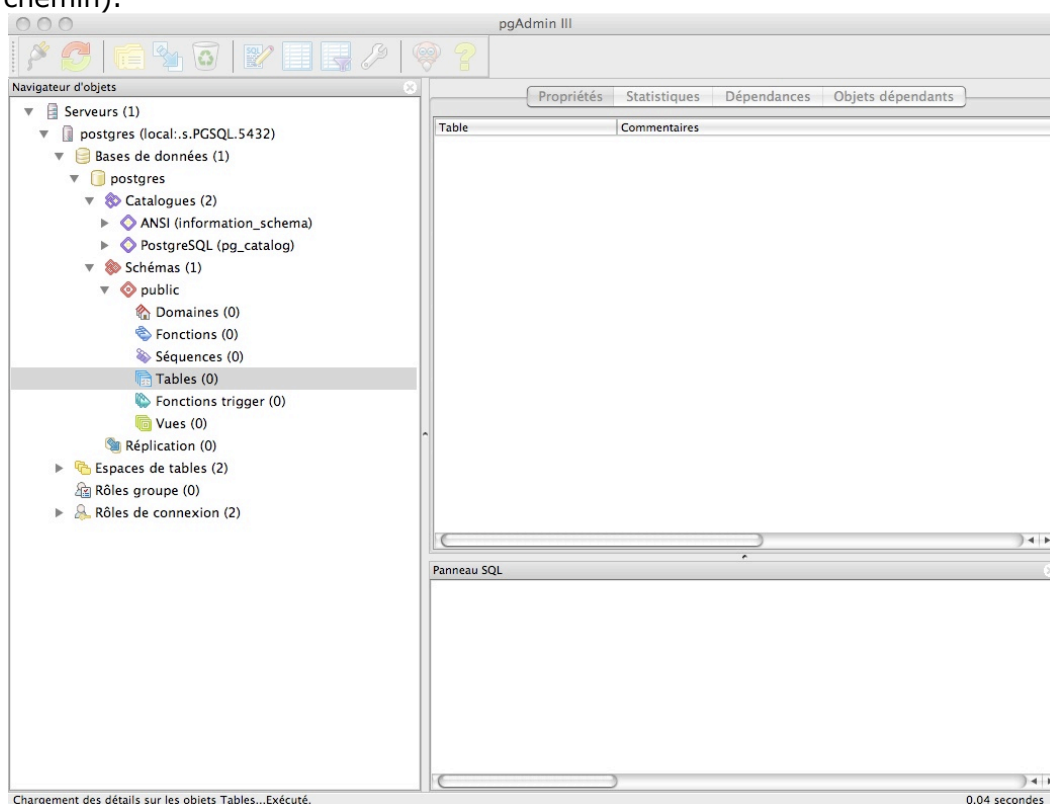 chemin).
pgAdmin III
SQL
Navigateur d'objets
Serveurs (1)
postgres (local:.s.PGSQL.5432)
Bases de données (1)
postgres
Catalogues (2)
ANSI (information_schema)
PostgreSQL (pg_catalog)
Schémas (1)
public
Domaines (0)
Fonctions (0)
Séquences (0)
Tables (0)
Fonctions trigger (0)
Vues (0)
Réplication (0)
Espaces de tables (2)
Rôles groupe (0)
Rôles de connexion (2)
Propriétés Statistiques Dépendances Objets dépendants
Table Commentaires
Panneau SQL
Chargement des détails sur les objets Tables...Exécuté. 0.04 secondes